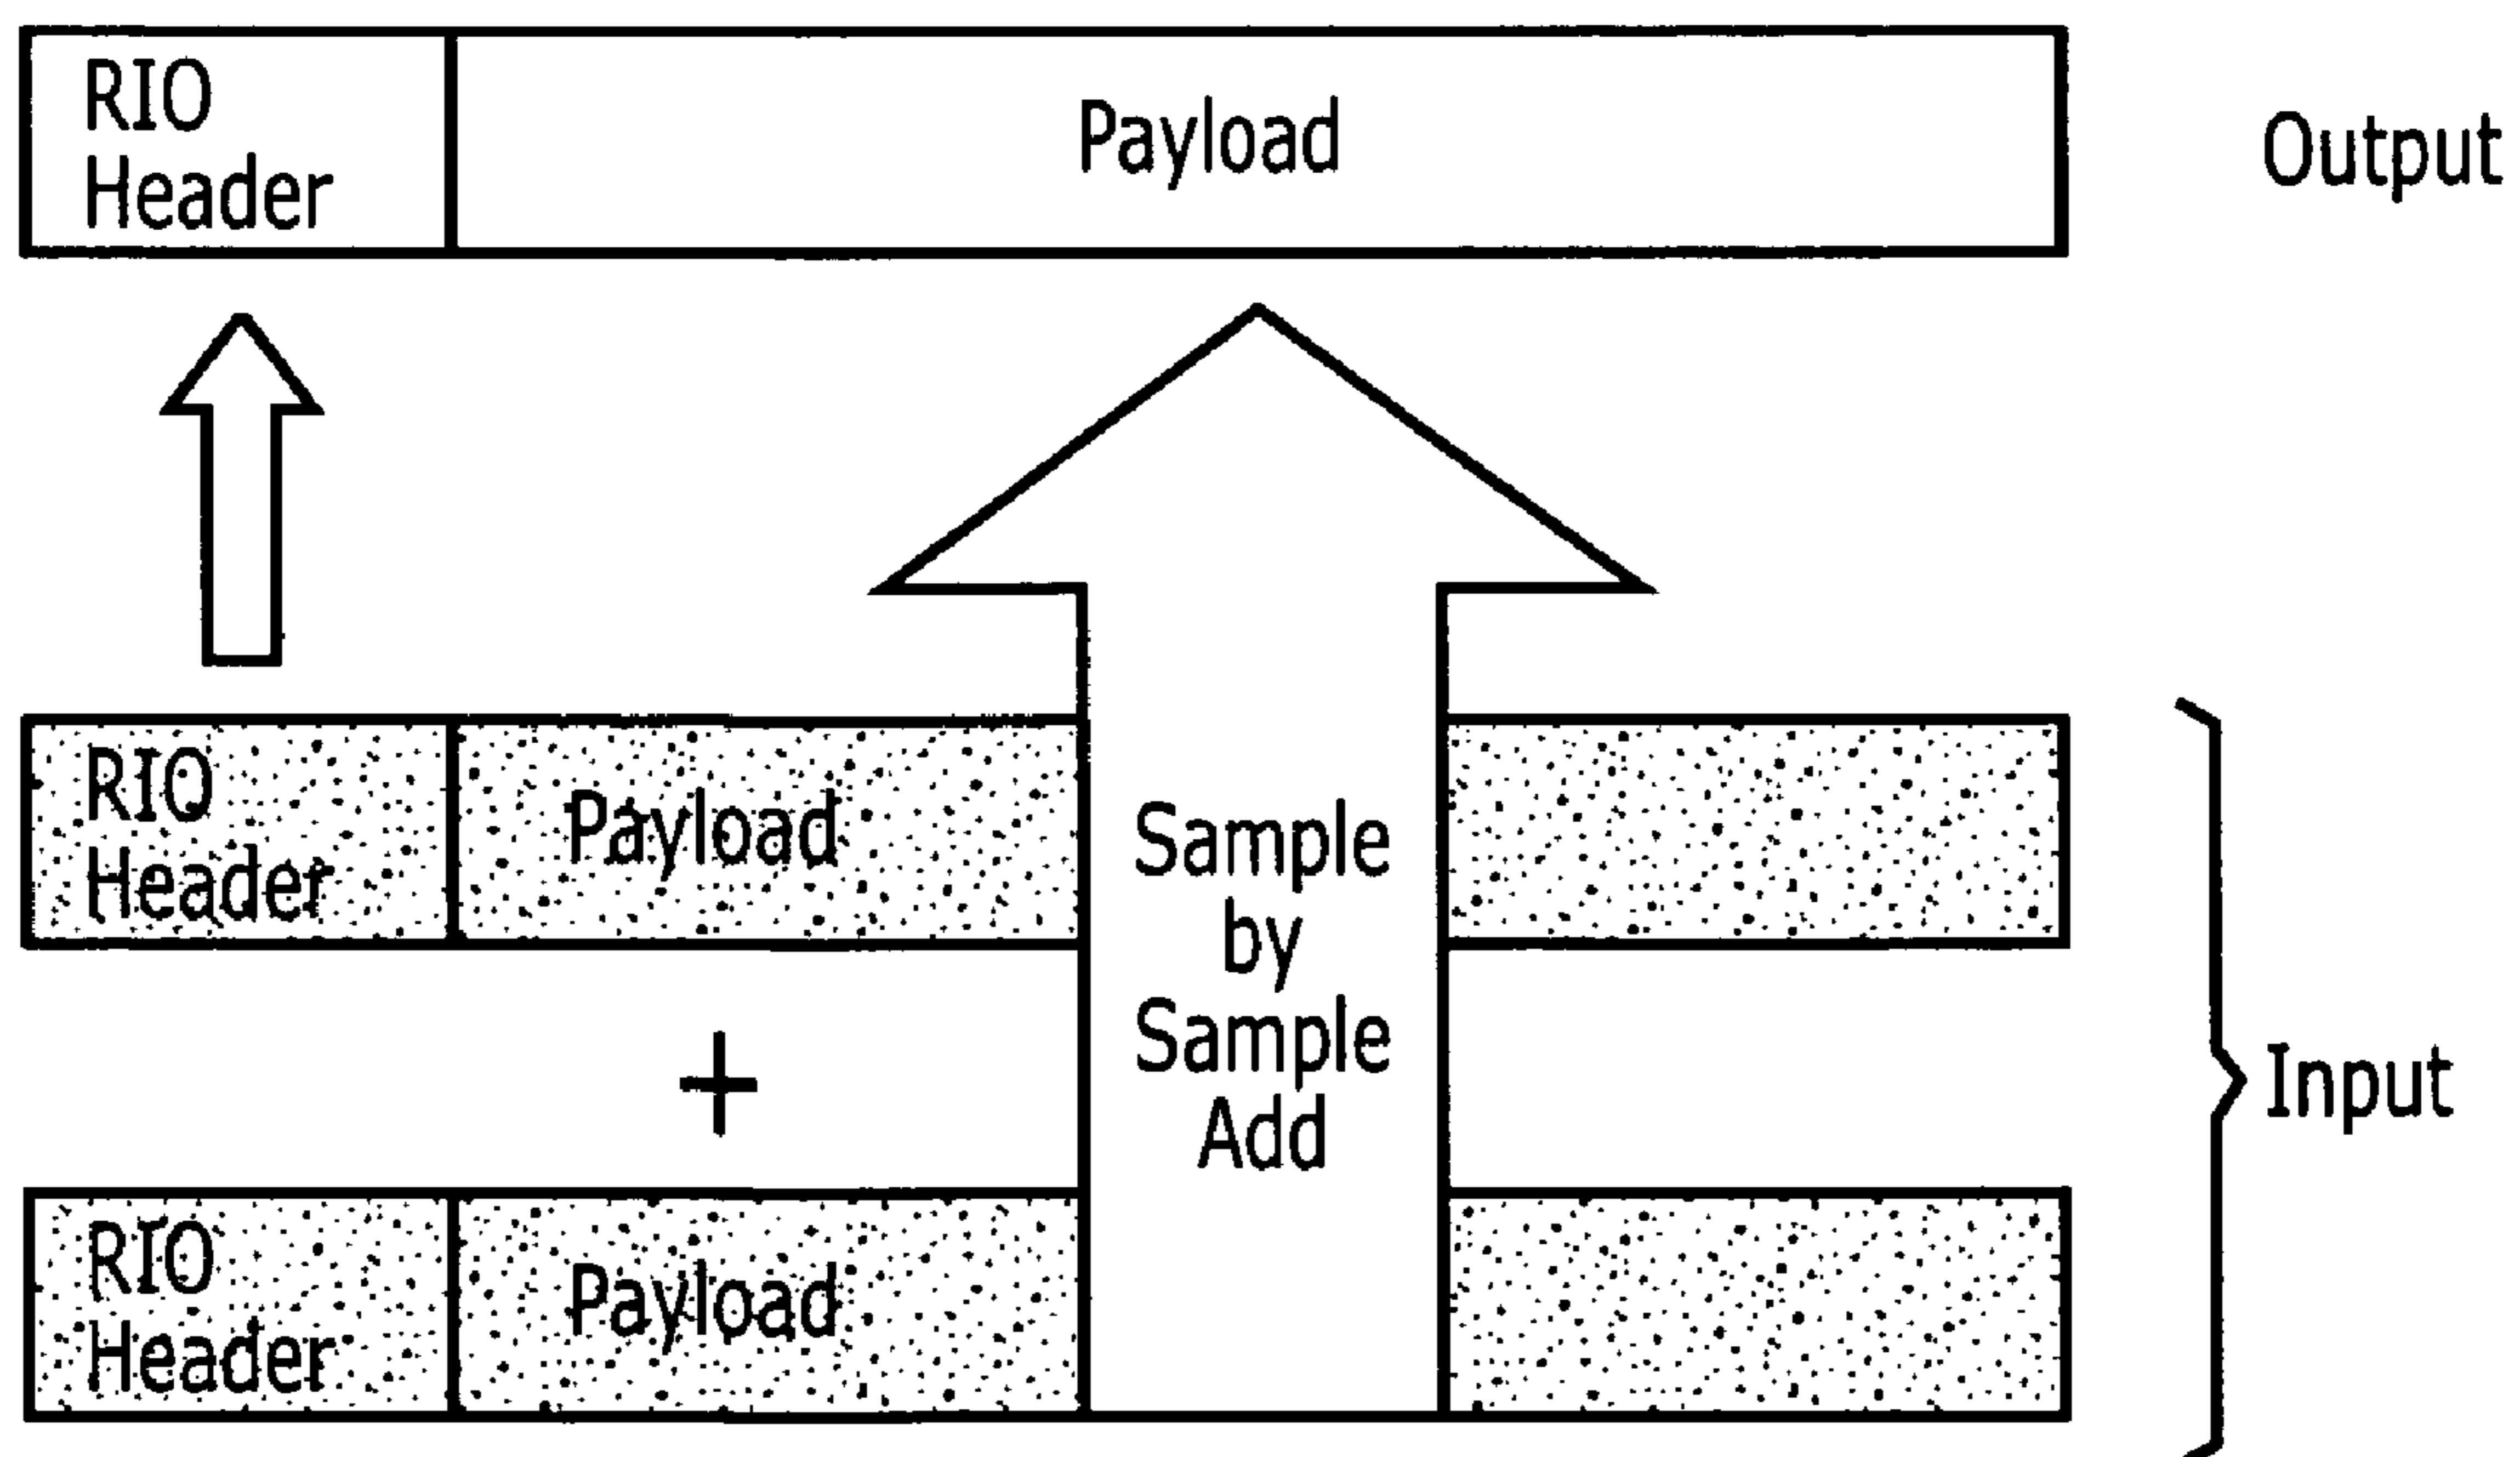 RIO
Header
Payload
Output
RIO
Header
Payload
Sample
by
Sample
Add
+
Input
RIO
Header
Payload